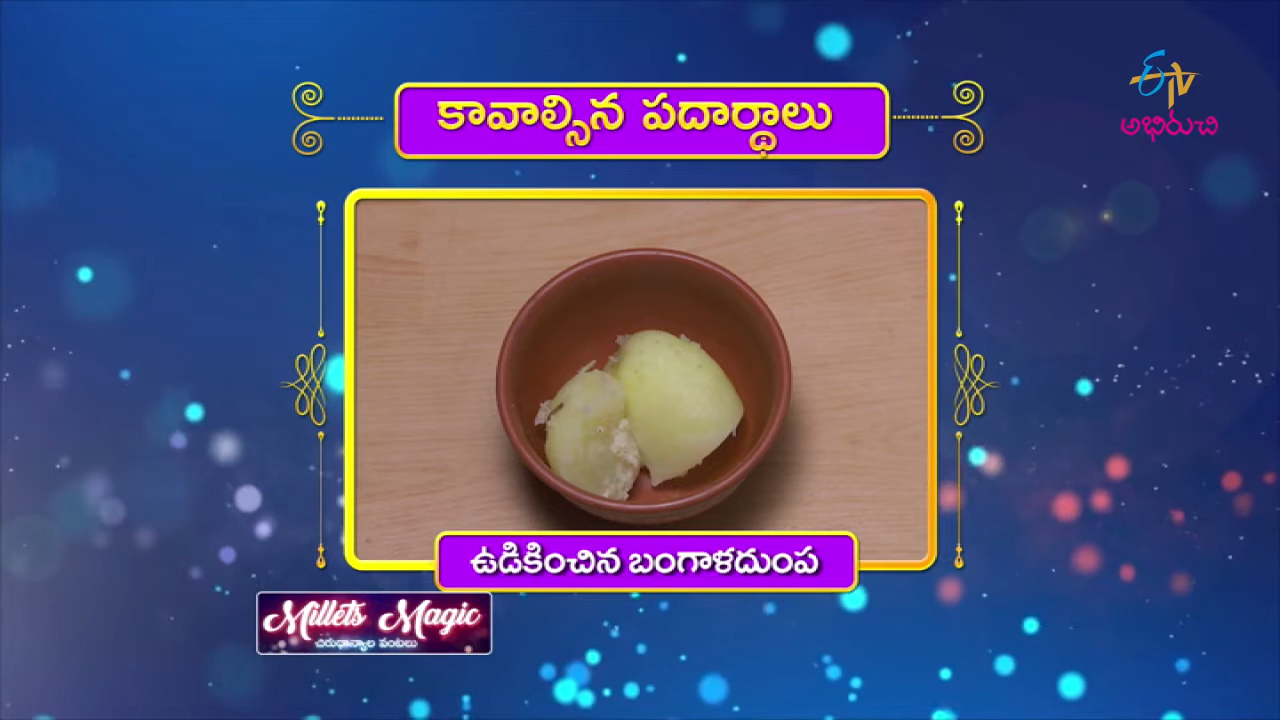 కావాల్సిన పదార్థాలు
ETV
అభిరుచి
ఉడికించిన బంగాళదుంప
Millets Magic
చిరుధాన్యాల వంటలు